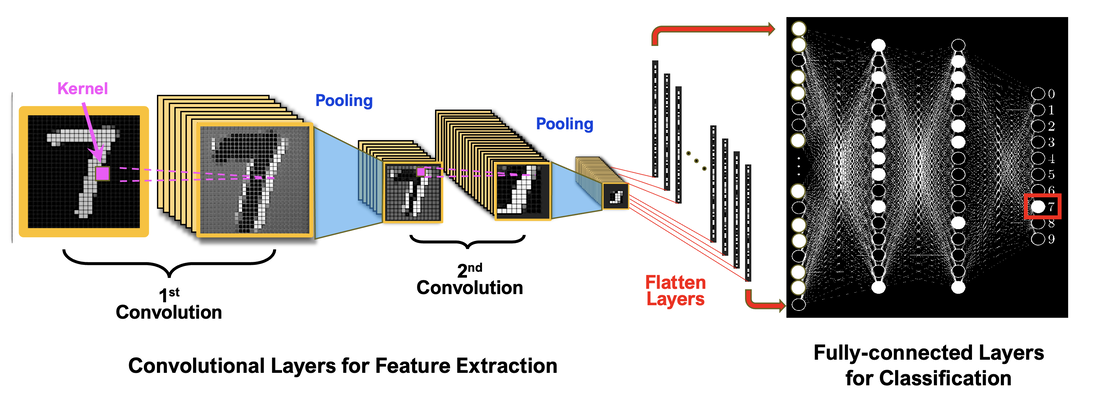 Kernel
Pooling
Pooling
1st
Convolution
2nd
Convolution
Flatten
Layers
0
1
2
3
4
5
6
7
8
9
Convolutional Layers for Feature Extraction
Fully-connected Layers
for Classification